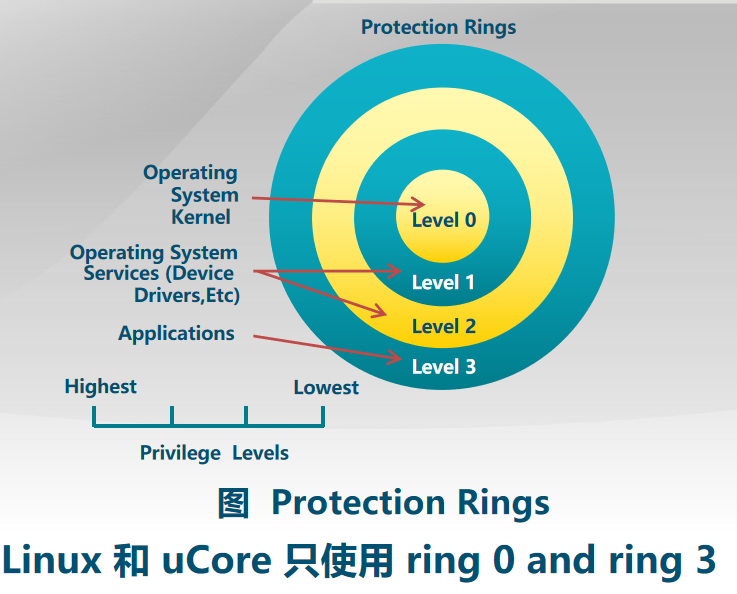 Protection Rings
Operating
System
Kernel
Level 0
Operating System
Services (Device
Drivers,Etc)
Level 1
Level 2
Applications
Level 3
Highest
Lowest
Privilege Levels
图 Protection Rings
Linux 和 uCore 只使用 ring 0 and ring 3